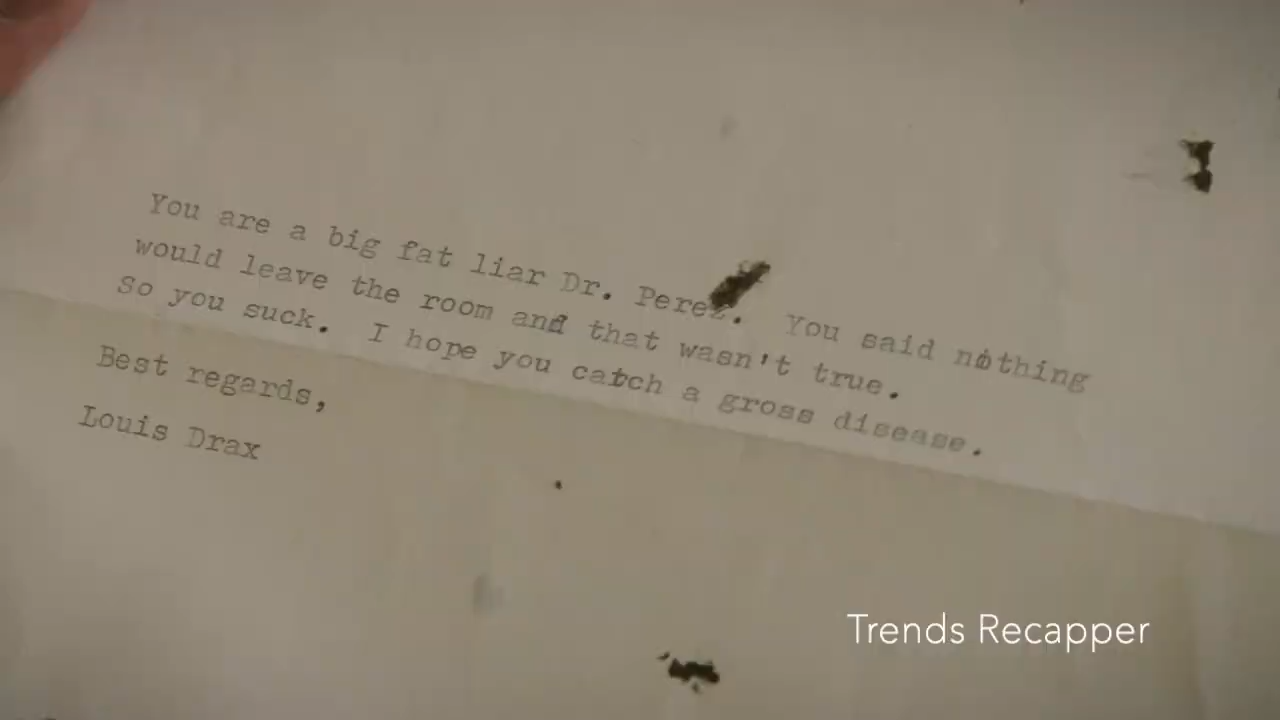 You are a big fat liar Dr. Perez. You said nothing
would leave the room and that wasn't true.
So you suck. I hope you catch a gross disease.
Best regards,
Louis Drax
Trends Recapper